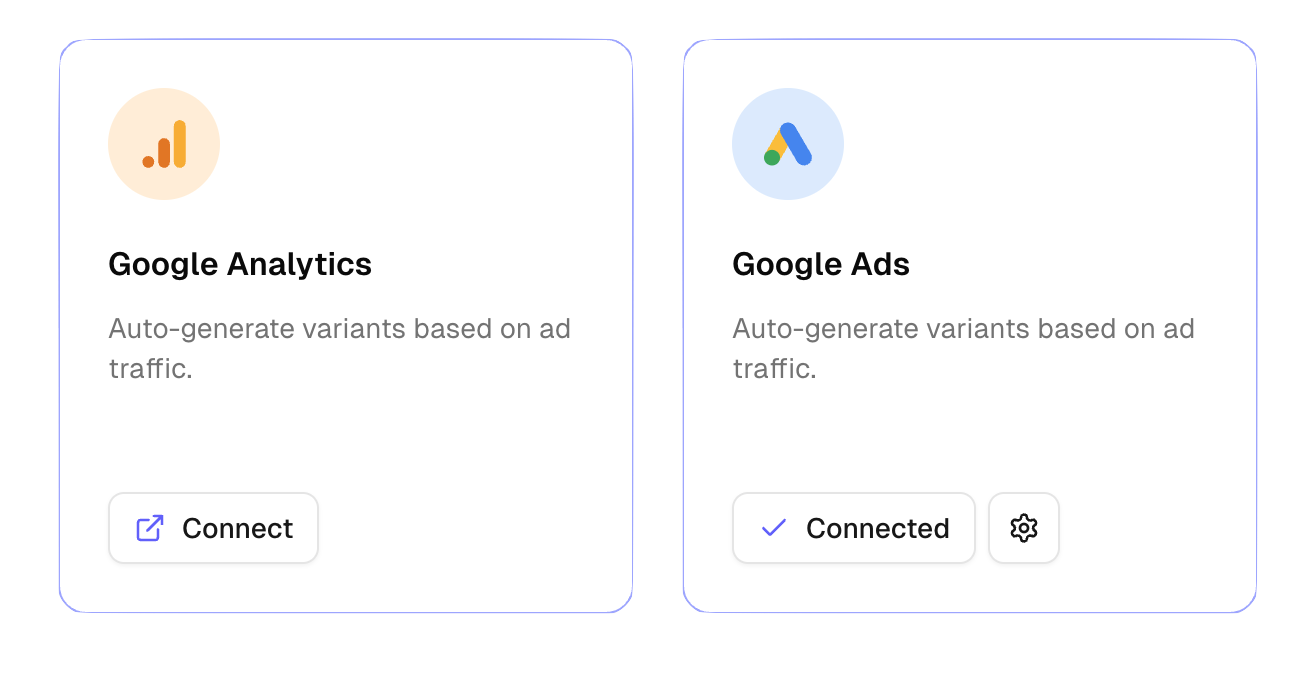 Google Analytics
Auto-generate variants based on ad
traffic.
Connect
Google Ads
Auto-generate variants based on ad
traffic.
Connected